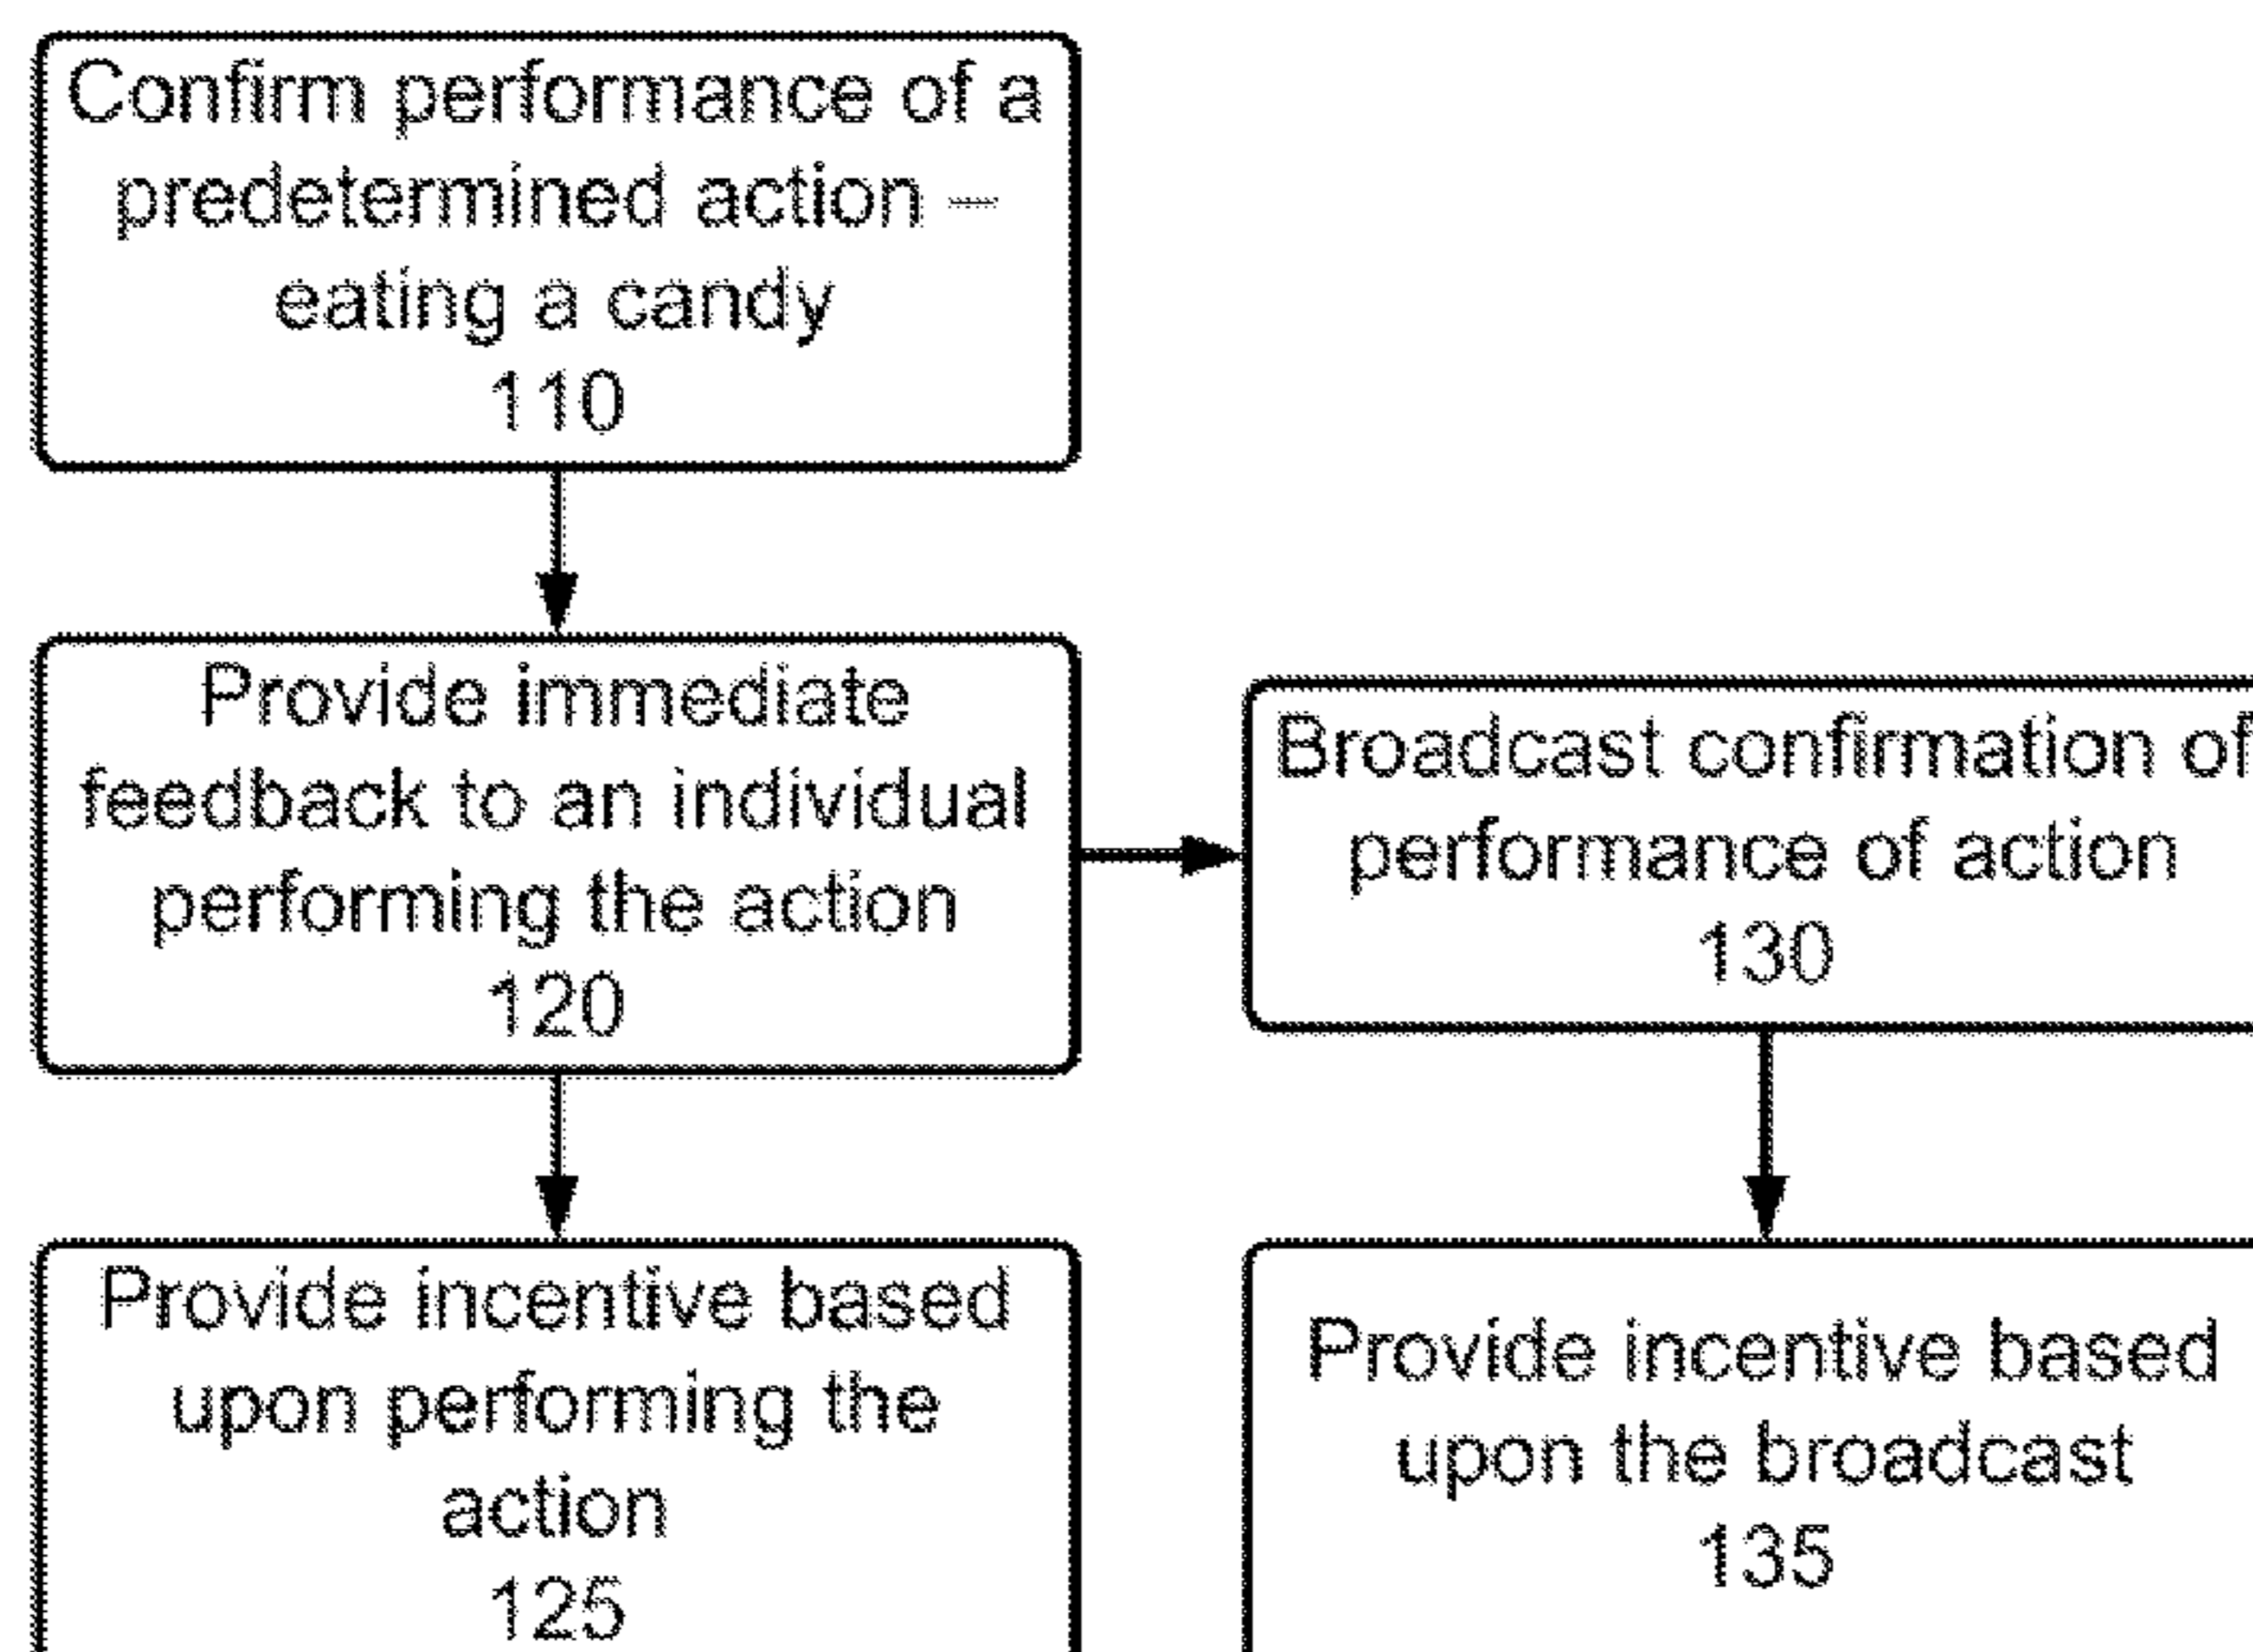 Confirm performance of a
predetermined action –
eating a candy
110
Provide immediate
feedback to an individual
performing the action
120
Broadcast confirmation of
performance of action
130
Provide incentive based
upon performing the
action
125
Provide incentive based
upon the broadcast
135